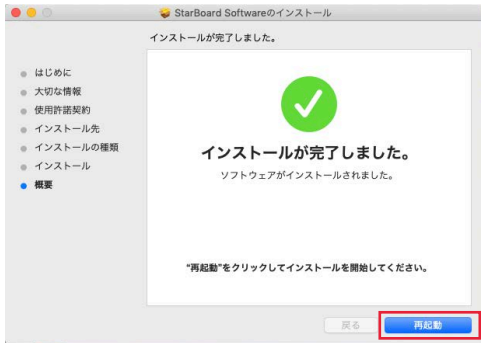 StarBoard Softwareのインストール
インストールが完了しました。
はじめに
大切な情報
使用許諾契約
インストール先
インストールの種類
インストール
概要
インストールが完了しました。
ソフトウェアがインストールされました。
"再起動"をクリックしてインストールを開始してください。
戻る
再起動